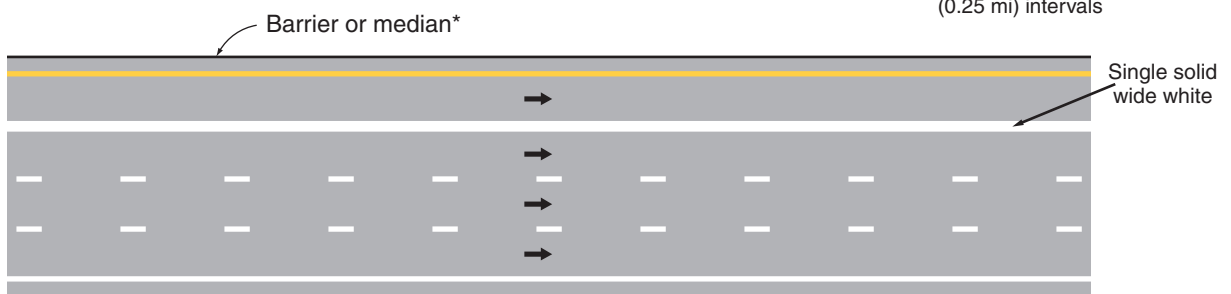 (0.25 mi) intervals
Barrier or median*
Single solid
wide white